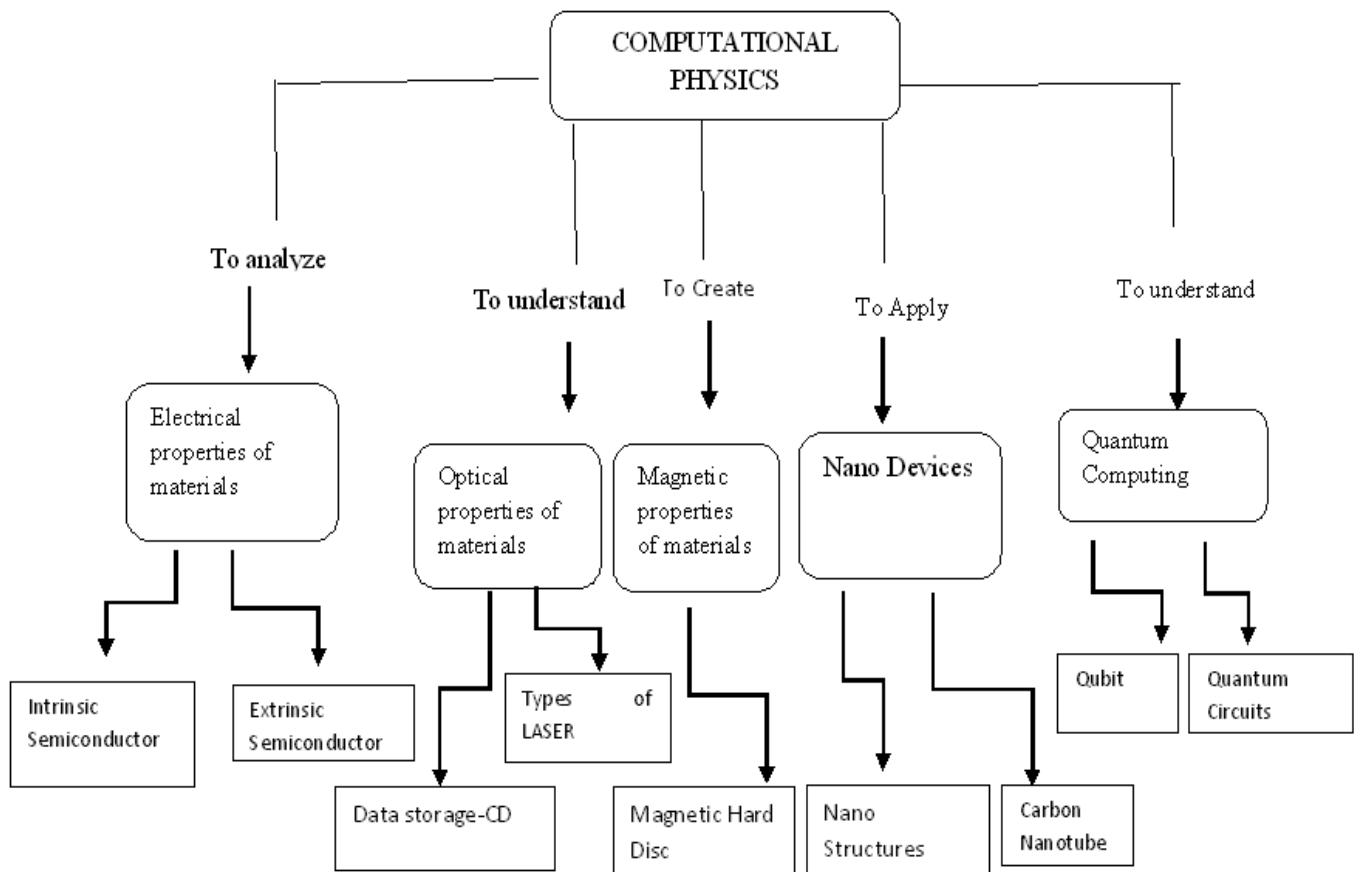 COMPUTATIONAL
PHYSICS
To analyze
To understand
To Create
To Apply
To understand
Electrical
properties of
materials
Optical
properties of
materials
Magnetic
properties
of materials
Nano Devices
Quantum
Computing
Intrinsic
Semiconductor
Extrinsic
Semiconductor
Data storage-CD
Types of
LASER
Magnetic Hard
Disc
Nano
Structures
Carbon
Nanotube
Qubit
Quantum
Circuits